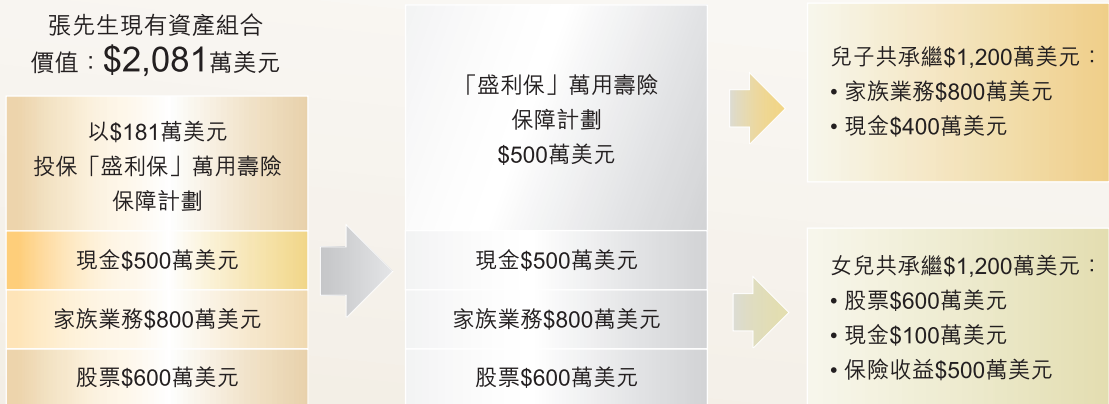 張先生現有資產組合
價值：$2,081萬美元
以$181萬美元
投保「盛利保」萬用壽險
保障計劃
現金$500萬美元
家族業務$800萬美元
股票$600萬美元
「盛利保」萬用壽險
保障計劃
$500萬美元
現金$500萬美元
家族業務$800萬美元
股票$600萬美元
兒子共承繼$1,200萬美元：
• 家族業務$800萬美元
• 現金$400萬美元
女兒共承繼$1,200萬美元：
• 股票$600萬美元
• 現金$100萬美元
• 保險收益$500萬美元